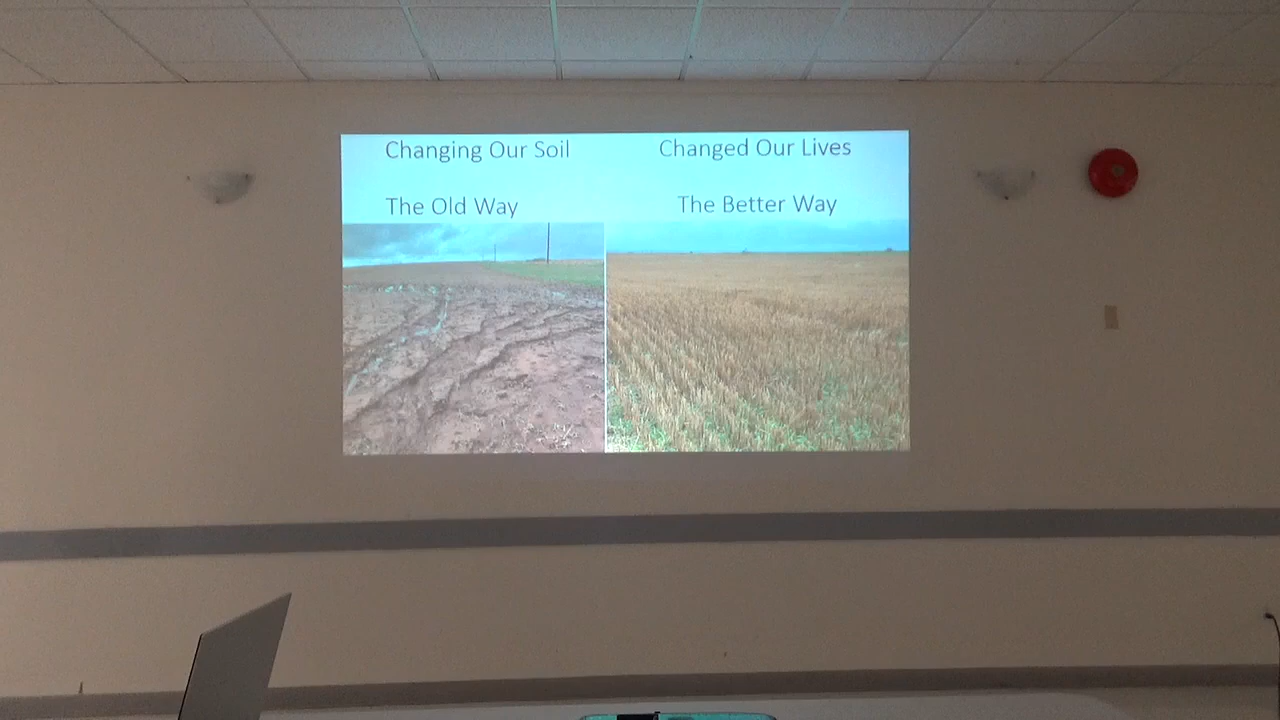 Changing Our Soil
Changed Our Lives
The Old Way
The Better Way